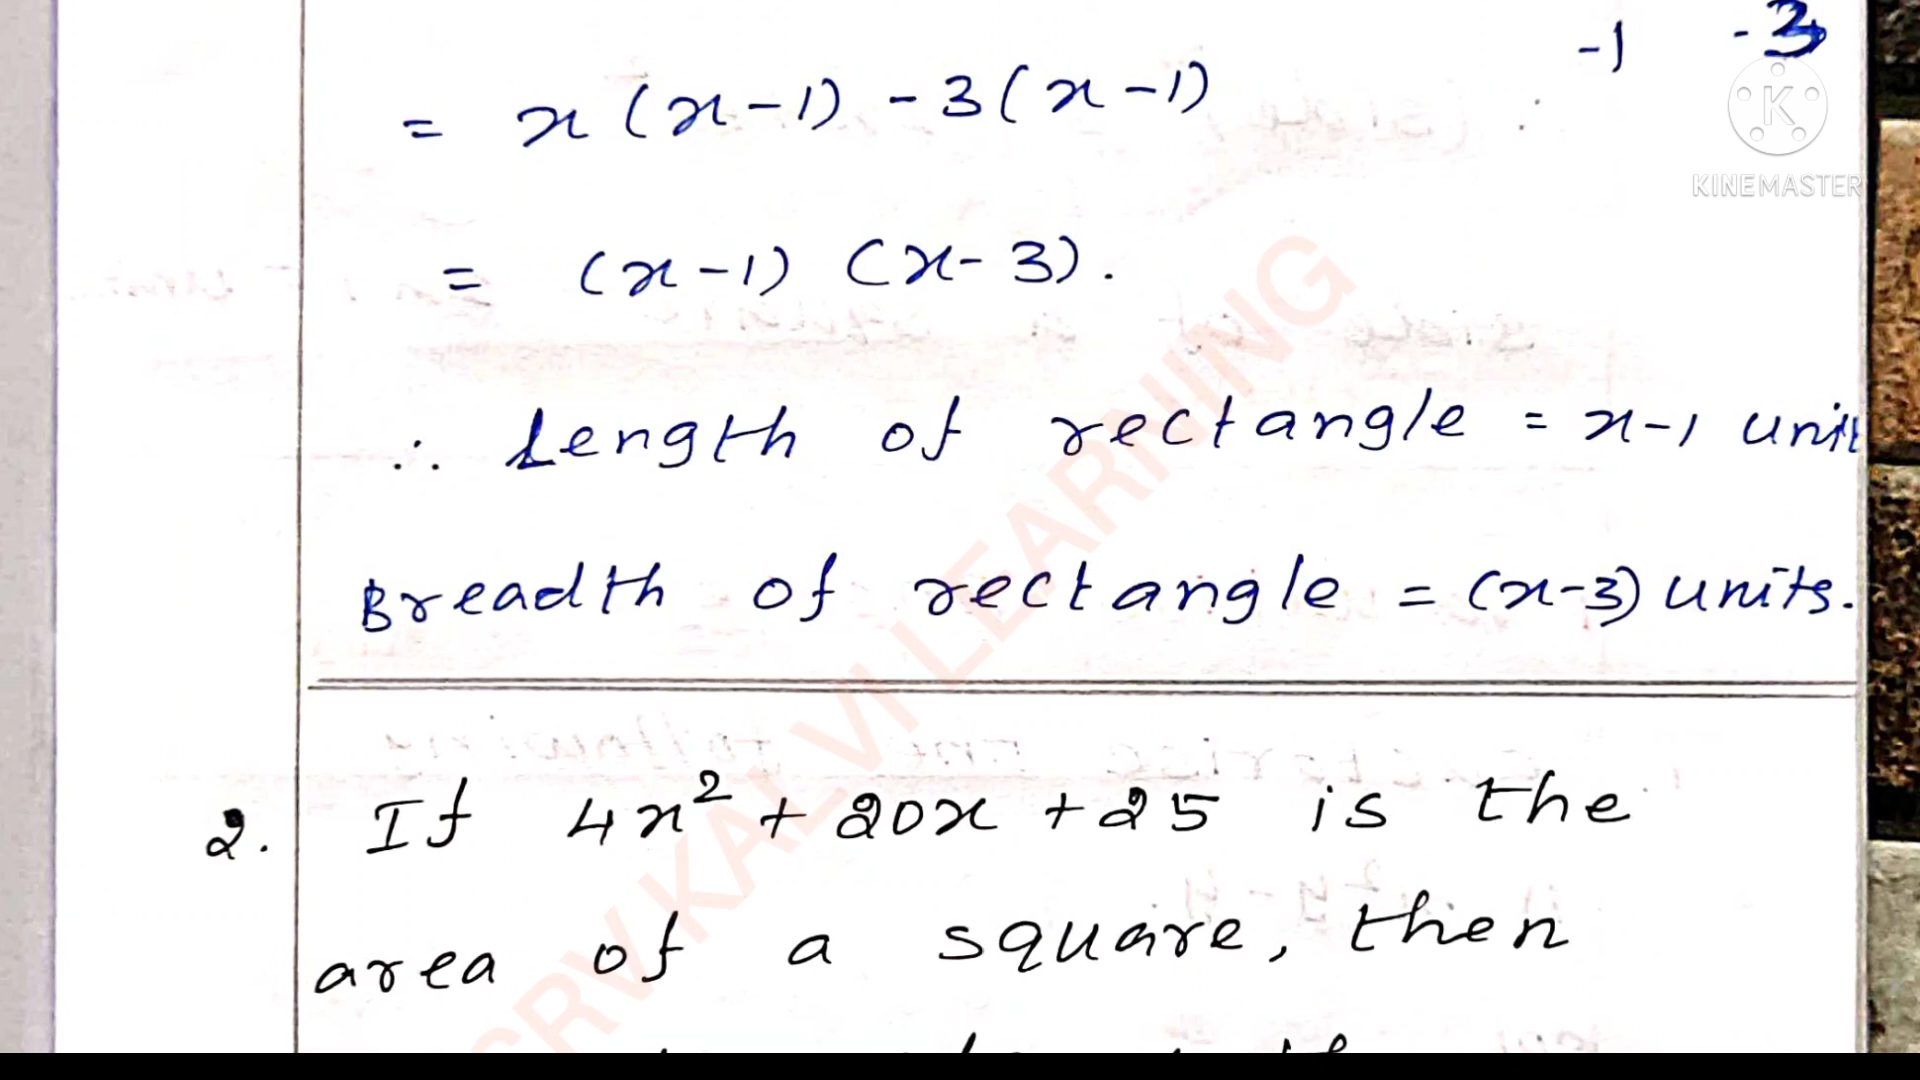 -1 -3
= x(x-1) -3(x-1)
KINEMASTER
= (x-1) (x-3).
∴ Length of rectangle = x-1 unit
Breadth of rectangle = (x-3) units.
2. If 4x² + 20x + 25 is the
area of a square, then
SRV KALVI LEARNING